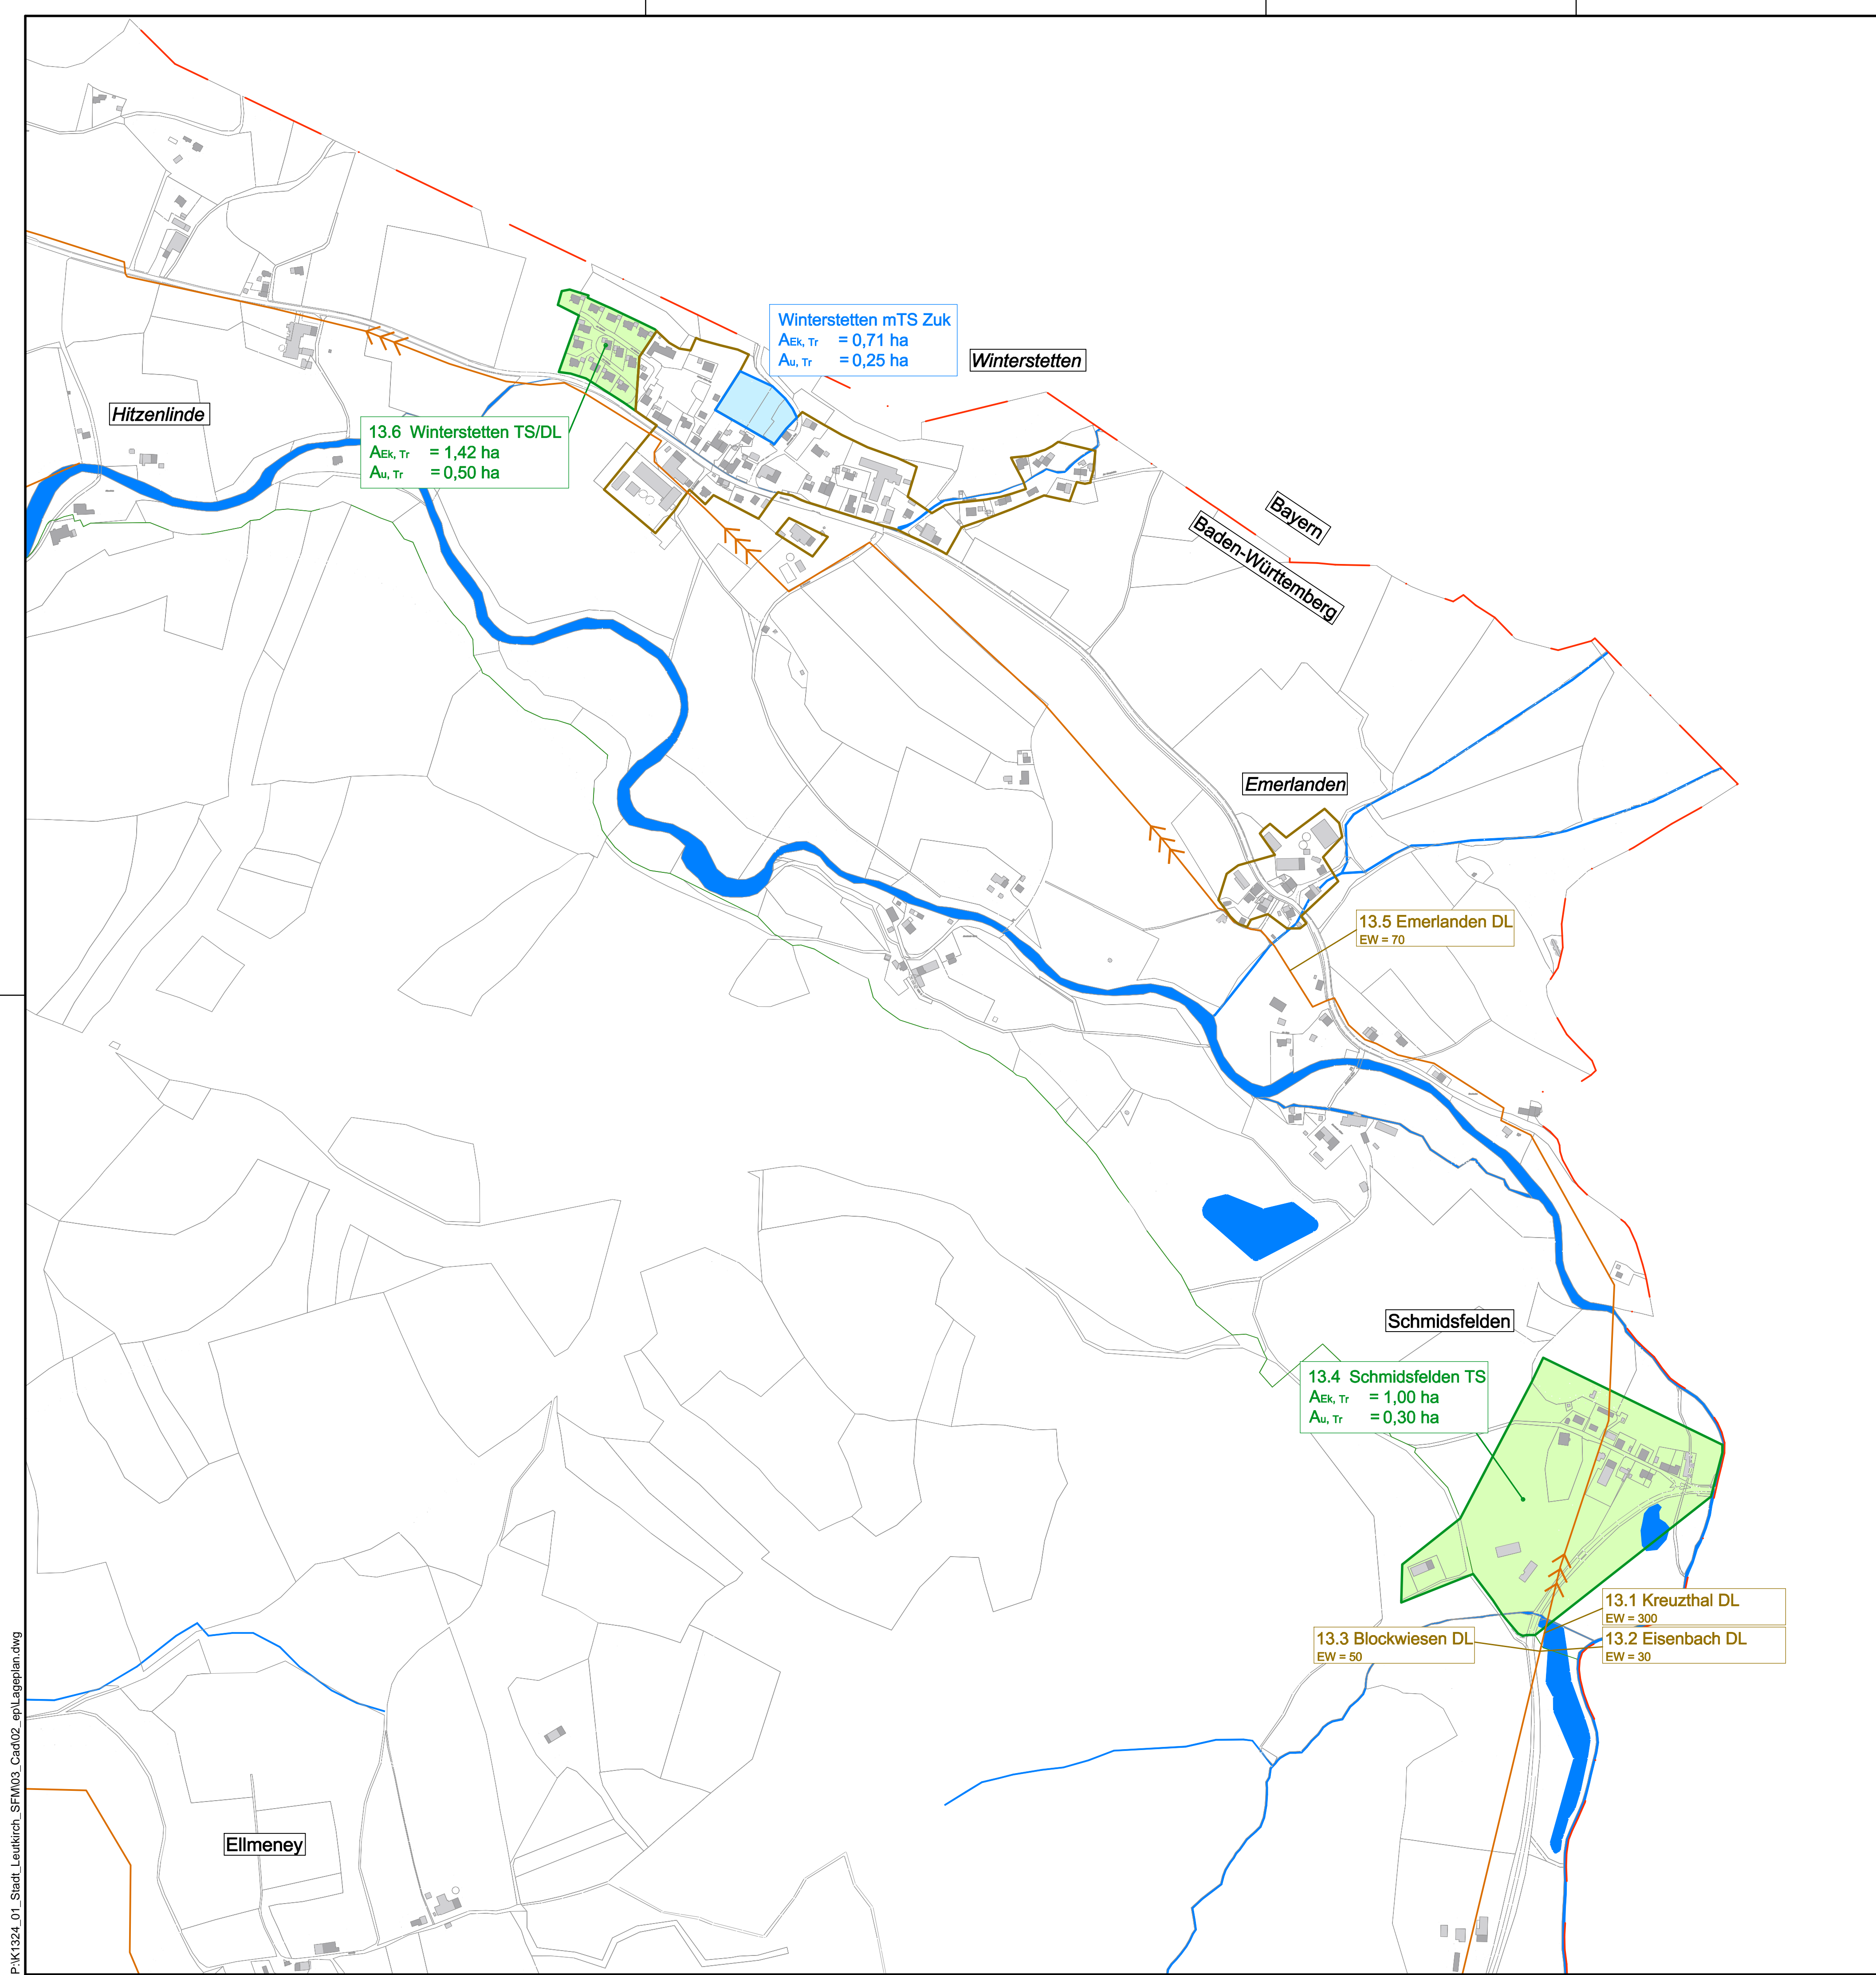 Winterstetten mTS Zuk
AEk, Tr = 0,71 ha
Au, Tr = 0,25 ha
Winterstetten
Hitzenlinde
13.6 Winterstetten TS/DL
AEk, Tr = 1,42 ha
Au, Tr = 0,50 ha
Bayern
Baden-Württemberg
Emerlanden
13.5 Emerlanden DL
EW = 70
Schmidsfelden
13.4 Schmidsfelden TS
AEk, Tr = 1,00 ha
Au, Tr = 0,30 ha
13.1 Kreuzthal DL
EW = 300
13.3 Blockwiesen DL
EW = 50
13.2 Eisenbach DL
EW = 30
Ellmeney
P:\K1324_01_Stadt_Leutkirch_SFM\03_Cad\02_ep\Lageplan.dwg